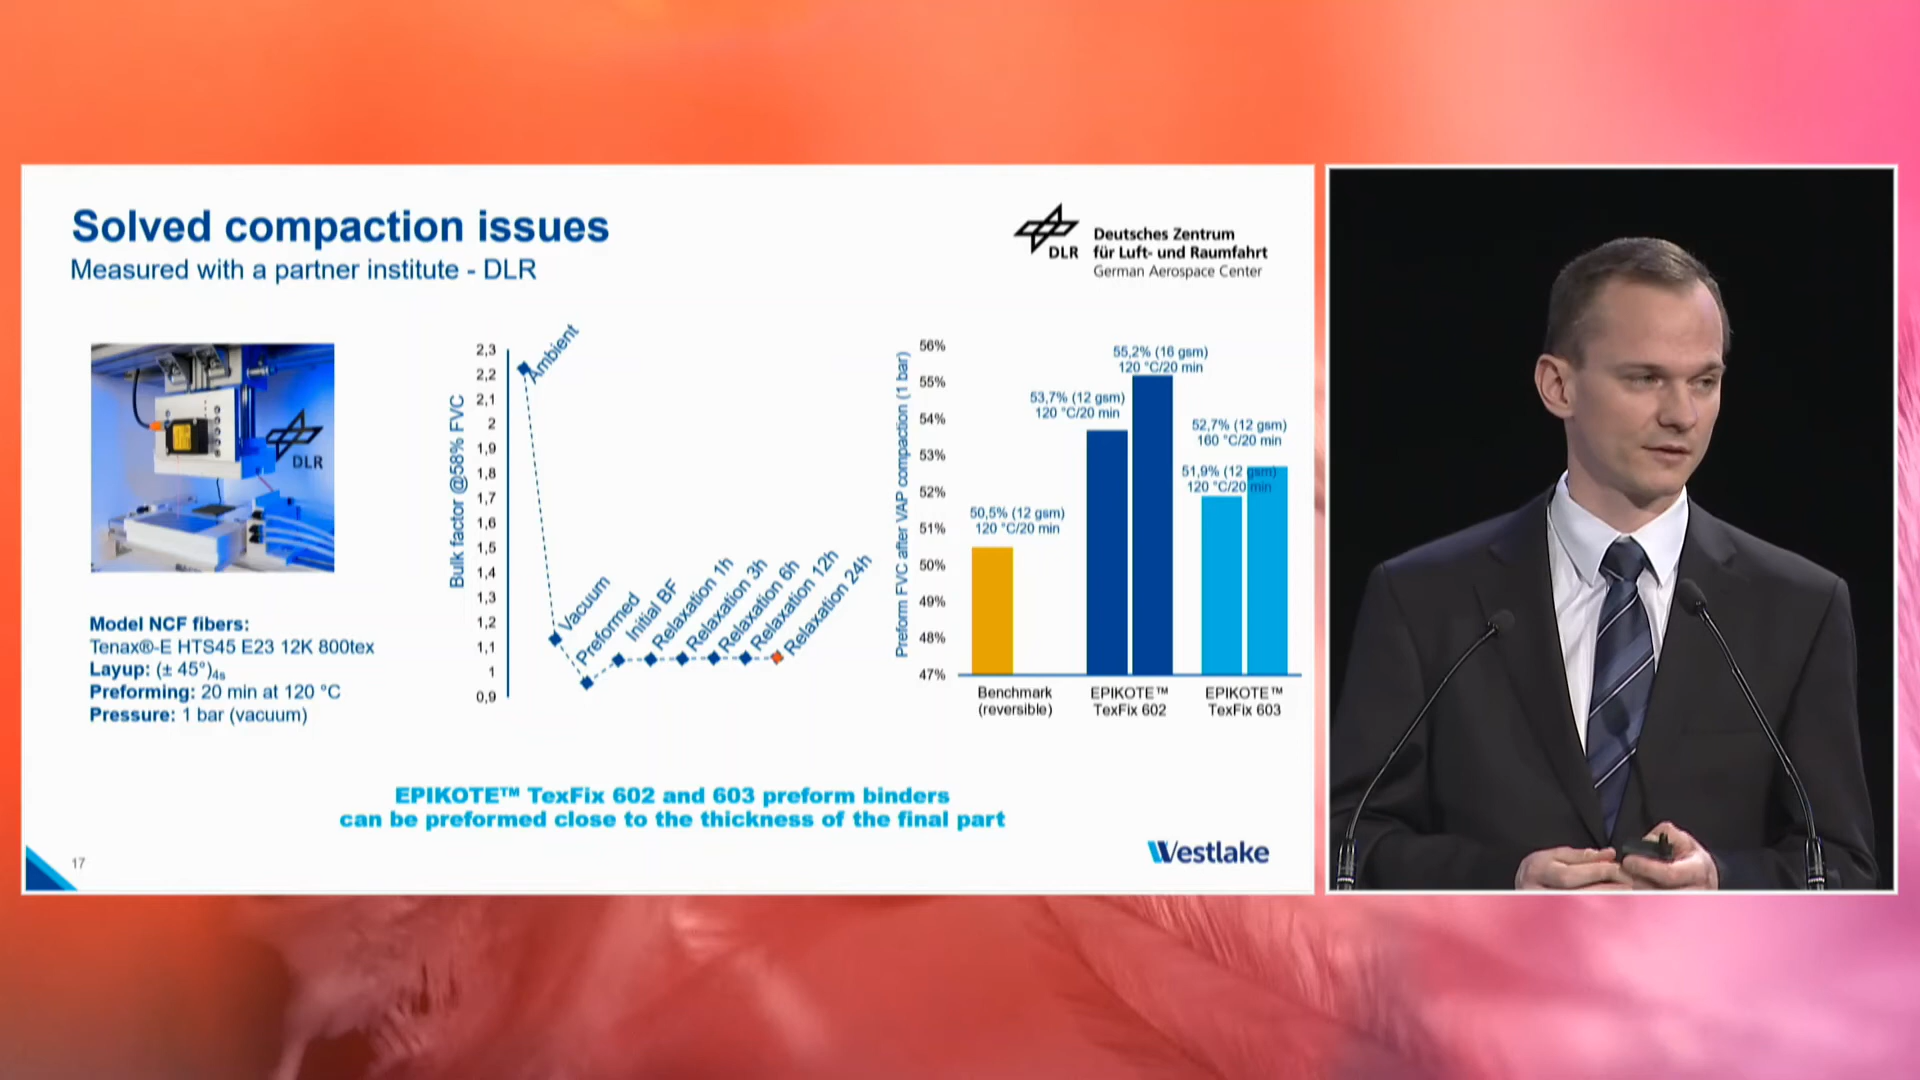 Solved compaction issues
Measured with a partner institute - DLR
DLR
Deutsches Zentrum
für Luft- und Raumfahrt
German Aerospace Center
DLR
Model NCF fibers:
Tenax®-E HTS45 E23 12K 800tex
Layup: (± 45°)4s
Preforming: 20 min at 120 °C
Pressure: 1 bar (vacuum)
Bulk factor @58% FVC
2,3
2,2
2,1
2
1,9
1,8
1,7
1,6
1,5
1,4
1,3
1,2
1,1
1
0,9
Ambient
Vacuum
Preformed
Initial BF
Relaxation 1h
Relaxation 3h
Relaxation 6h
Relaxation 12h
Relaxation 24h
Preform FVC after VAP compaction (1 bar)
56%
55%
54%
53%
52%
51%
50%
49%
48%
47%
50,5% (12 gsm)
120 °C/20 min
53,7% (12 gsm)
120 °C/20 min
55,2% (16 gsm)
120 °C/20 min
51,9% (12 gsm)
120 °C/20 min
52,7% (12 gsm)
160 °C/20 min
Benchmark
(reversible)
EPIKOTE™
TexFix 602
EPIKOTE™
TexFix 603
EPIKOTE™ TexFix 602 and 603 preform binders
can be preformed close to the thickness of the final part
17
Westlake